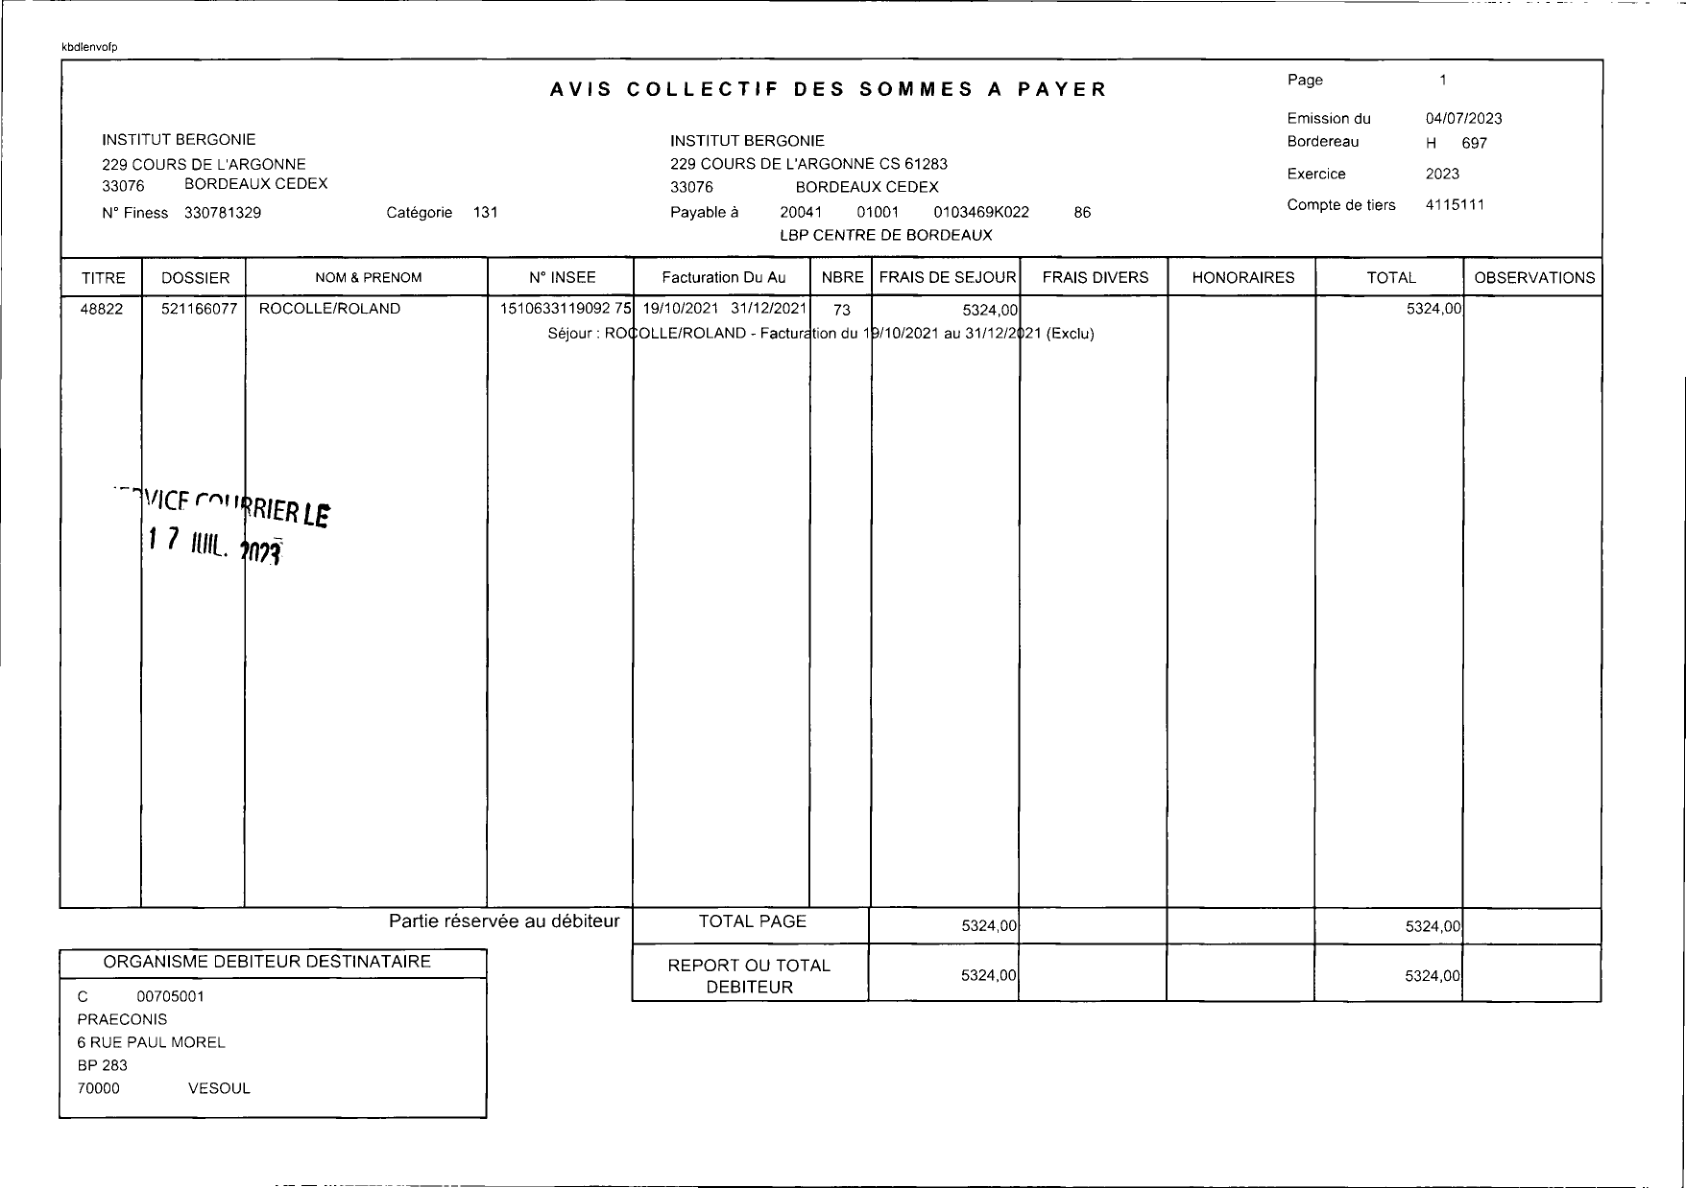 kbdlenvofp
AVIS COLLECTIF DES SOMMES A PAYER
Page 1
Emission du 04/07/2023
Bordereau H 697
Exercice 2023
Compte de tiers 4115111
INSTITUT BERGONIE
229 COURS DE L'ARGONNE
33076 BORDEAUX CEDEX
N° Finess 330781329 Catégorie 131
INSTITUT BERGONIE
229 COURS DE L'ARGONNE CS 61283
33076 BORDEAUX CEDEX
Payable à 20041 01001 0103469K022 86
LBP CENTRE DE BORDEAUX
TITRE DOSSIER NOM & PRENOM N° INSEE Facturation Du Au NBRE FRAIS DE SEJOUR FRAIS DIVERS HONORAIRES TOTAL OBSERVATIONS
48822 521166077 ROCOLLE/ROLAND 1510633119092 75 19/10/2021 31/12/2021 73 5324,00 5324,00
Séjour : ROCOLLE/ROLAND - Facturation du 19/10/2021 au 31/12/2021 (Exclu)
COURRIER LE
17 JUIL. 2023
Partie réservée au débiteur
TOTAL PAGE 5324,00 5324,00
REPORT OU TOTAL
DEBITEUR 5324,00 5324,00
ORGANISME DEBITEUR DESTINATAIRE
C 00705001
PRAECONIS
6 RUE PAUL MOREL
BP 283
70000 VESOUL